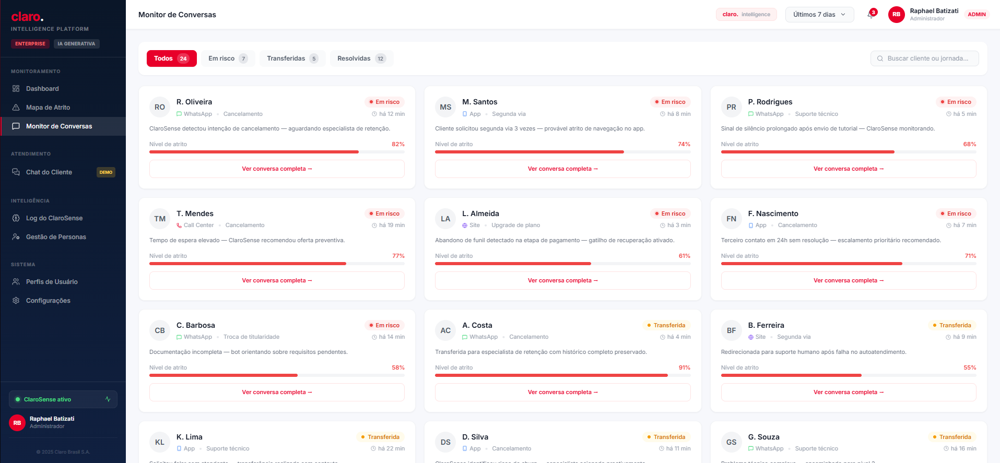 claro.
INTELLIGENCE PLATFORM
ENTERPRISE IA GENERATIVA
MONITORAMENTO
Dashboard
Mapa de Atrito
Monitor de Conversas
ATENDIMENTO
Chat do Cliente DEMO
INTELIGÊNCIA
Log do ClaroSense
Gestão de Personas
SISTEMA
Perfis de Usuário
Configurações
ClaroSense ativo
RB Raphael Batizati
Administrador
© 2025 Claro Brasil S.A.
Monitor de Conversas
claro. intelligence
Últimos 7 dias
3
RB Raphael Batizati
Administrador
ADMIN
Todos 24 Em risco 7 Transferidas 5 Resolvidas 12
Buscar cliente ou jornada...
RO R. Oliveira Em risco
WhatsApp • Cancelamento há 12 min
ClaroSense detectou intenção de cancelamento — aguardando especialista de retenção.
Nível de atrito 82%
Ver conversa completa →
MS M. Santos Em risco
App • Segunda via há 8 min
Cliente solicitou segunda via 3 vezes — provável atrito de navegação no app.
Nível de atrito 74%
Ver conversa completa →
PR P. Rodrigues Em risco
WhatsApp • Suporte técnico há 5 min
Sinal de silêncio prolongado após envio de tutorial — ClaroSense monitorando.
Nível de atrito 68%
Ver conversa completa →
TM T. Mendes Em risco
Call Center • Cancelamento há 19 min
Tempo de espera elevado — ClaroSense recomendou oferta preventiva.
Nível de atrito 77%
Ver conversa completa →
LA L. Almeida Em risco
Site • Upgrade de plano há 3 min
Abandono de funil detectado na etapa de pagamento — gatilho de recuperação ativado.
Nível de atrito 61%
Ver conversa completa →
FN F. Nascimento Em risco
App • Cancelamento há 7 min
Terceiro contato em 24h sem resolução — escalamento prioritário recomendado.
Nível de atrito 71%
Ver conversa completa →
CB C. Barbosa Em risco
WhatsApp • Troca de titularidade há 14 min
Documentação incompleta — bot orientando sobre requisitos pendentes.
Nível de atrito 58%
Ver conversa completa →
AC A. Costa Transferida
WhatsApp • Cancelamento há 4 min
Transferida para especialista de retenção com histórico completo preservado.
Nível de atrito 91%
Ver conversa completa →
BF B. Ferreira Transferida
Site • Segunda via há 9 min
Redirecionada para suporte humano após falha no autoatendimento.
Nível de atrito 55%
Ver conversa completa →
KL K. Lima Transferida
App • Suporte técnico há 22 min
DS D. Silva Transferida
App • Cancelamento há 11 min
GS G. Souza Transferida
WhatsApp • Suporte técnico há 16 min